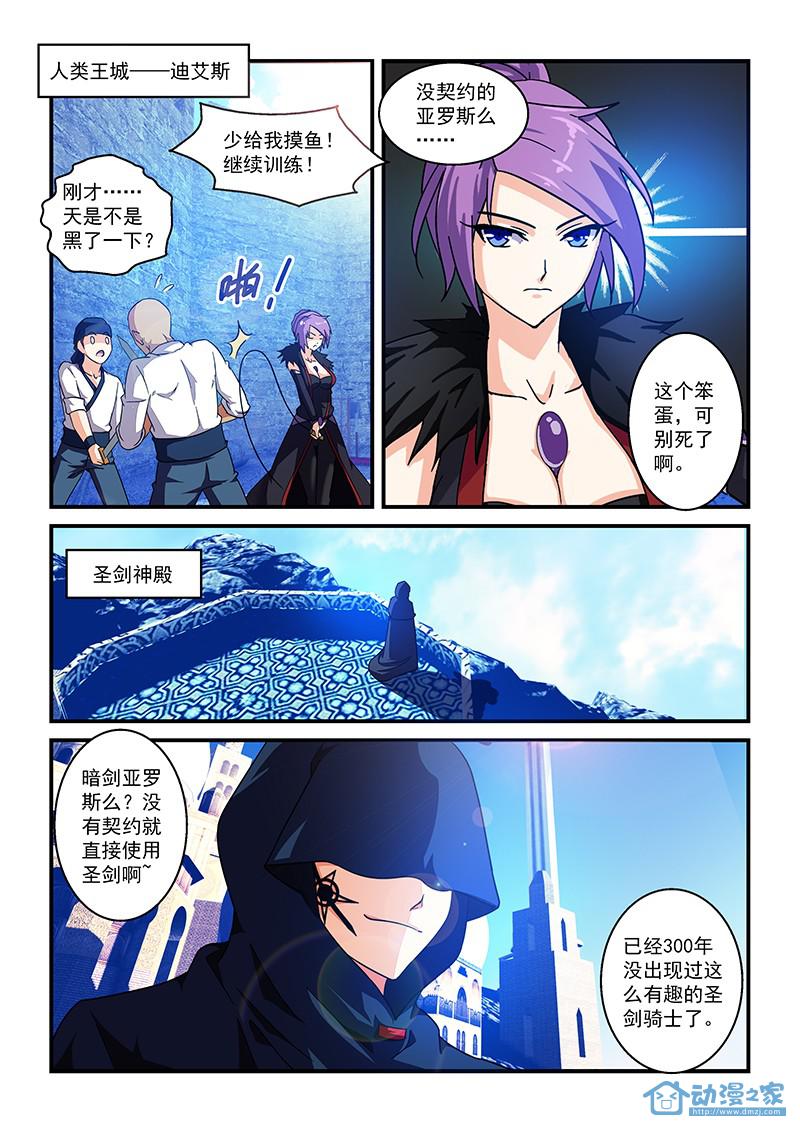 人类王城——迪艾斯
少给我摸鱼！
继续训练！
刚才……
天是不是
黑了一下？
啪！
没契约的
亚罗斯么
……
这个笨
蛋，可
别死了
啊。
圣剑神殿
暗剑亚罗
斯么？没
有契约就
直接使用
圣剑啊~
已经300年
没出现过这
么有趣的圣
剑骑士了。
动漫之家
http://www.dmzj.com